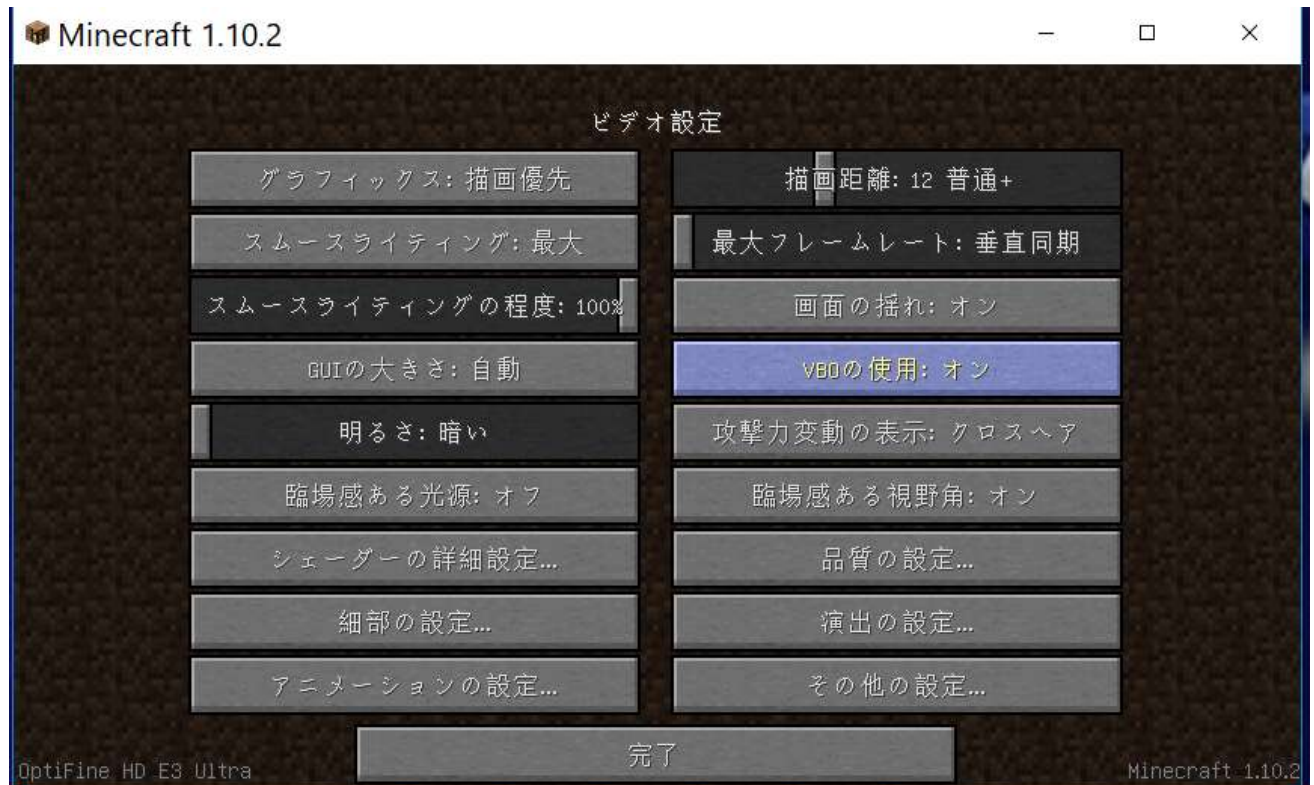 Minecraft 1.10.2
ビデオ設定
グラフィックス: 描画優先
描画距離: 12 普通+
スムースライティング: 最大
最大フレームレート: 垂直同期
スムースライティングの程度: 100%
画面の揺れ: オン
GUIの大きさ: 自動
VBOの使用: オン
明るさ: 暗い
攻撃力変動の表示: クロスヘア
臨場感ある光源: オフ
臨場感ある視野角: オン
シェーダーの詳細設定...
品質の設定...
細部の設定...
演出の設定...
アニメーションの設定...
その他の設定...
完了
OptiFine HD E3 Ultra
Minecraft 1.10.2